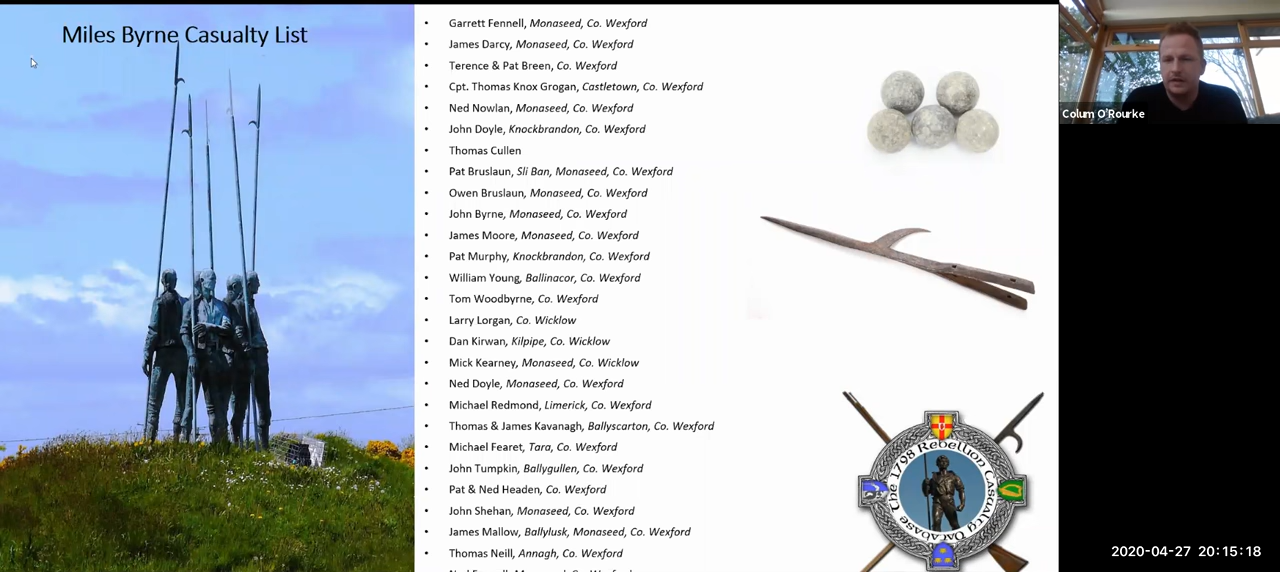 Miles Byrne Casualty List
• Garrett Fennell, Monaseed, Co. Wexford
• James Darcy, Monaseed, Co. Wexford
• Terence & Pat Breen, Co. Wexford
• Cpt. Thomas Knox Grogan, Castletown, Co. Wexford
• Ned Nowlan, Monaseed, Co. Wexford
• John Doyle, Knockbrandon, Co. Wexford
• Thomas Cullen
• Pat Bruslaun, Sli Ban, Monaseed, Co. Wexford
• Owen Bruslaun, Monaseed, Co. Wexford
• John Byrne, Monaseed, Co. Wexford
• James Moore, Monaseed, Co. Wexford
• Pat Murphy, Knockbrandon, Co. Wexford
• William Young, Ballinacor, Co. Wexford
• Tom Woodbyrne, Co. Wexford
• Larry Lorgan, Co. Wicklow
• Dan Kirwan, Kilpipe, Co. Wicklow
• Mick Kearney, Monaseed, Co. Wicklow
• Ned Doyle, Monaseed, Co. Wexford
• Michael Redmond, Limerick, Co. Wexford
• Thomas & James Kavanagh, Ballyscarton, Co. Wexford
• Michael Fearet, Tara, Co. Wexford
• John Tumpkin, Ballygullen, Co. Wexford
• Pat & Ned Headen, Co. Wexford
• John Shehan, Monaseed, Co. Wexford
• James Mallow, Ballylusk, Monaseed, Co. Wexford
• Thomas Neill, Annagh, Co. Wexford
The 1798 Rebellion Casualty Database
Colum O'Rourke
2020-04-27 20:15:18